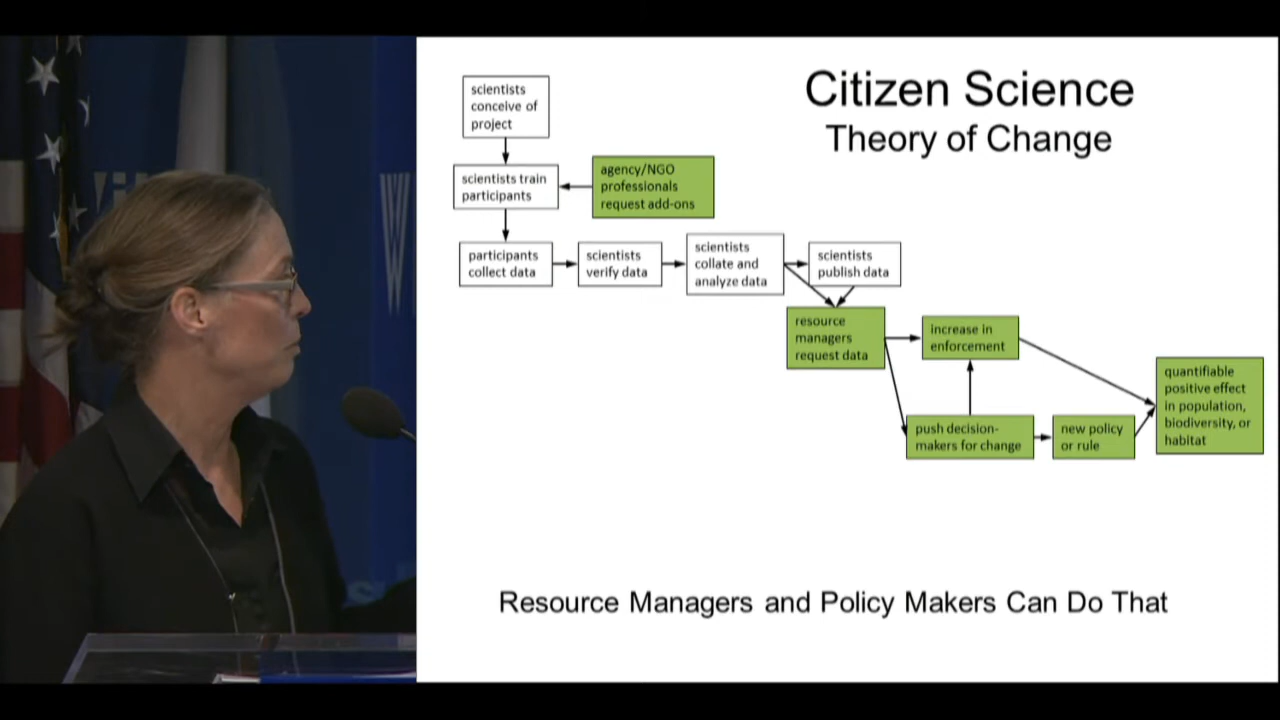 Citizen Science
Theory of Change
scientists
conceive of
project
scientists train
participants
agency/NGO
professionals
request add-ons
participants
collect data
scientists
verify data
scientists
collate and
analyze data
scientists
publish data
resource
managers
request data
increase in
enforcement
push decision-
makers for change
new policy
or rule
quantifiable
positive effect
in population,
biodiversity, or
habitat
Resource Managers and Policy Makers Can Do That